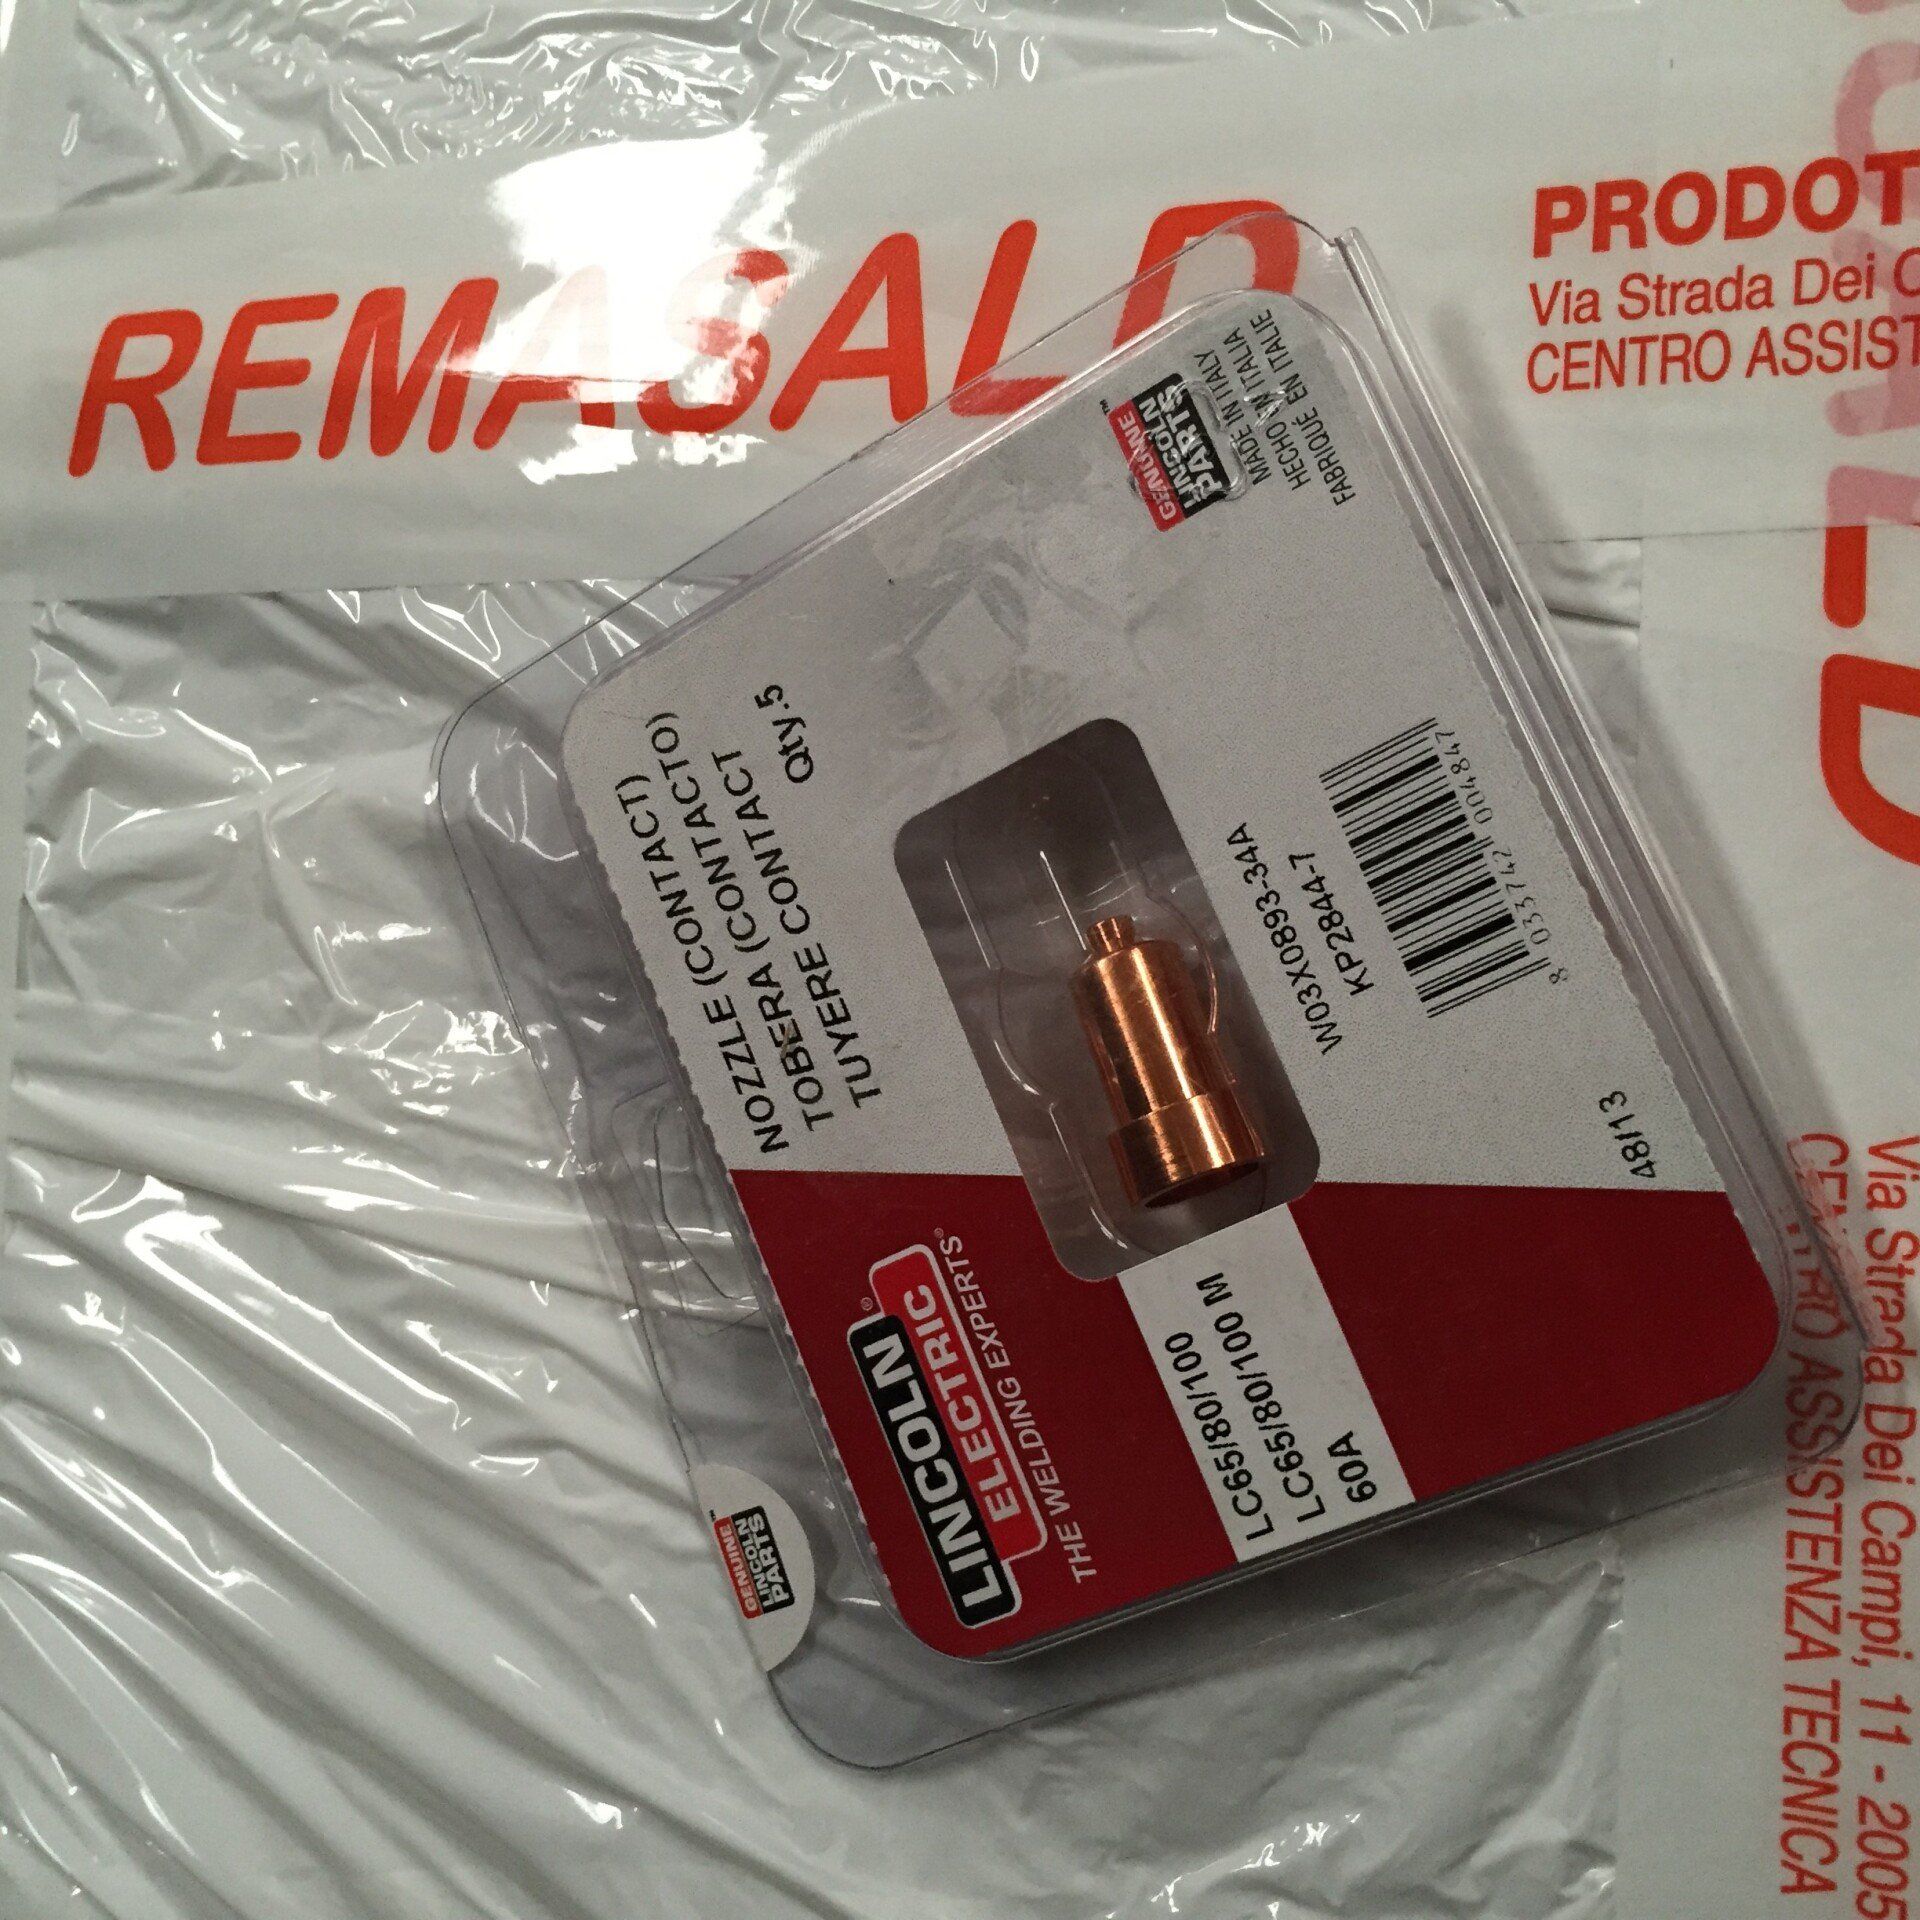 REMASALD
PRODOT
Via Strada Dei C
CENTRO ASSIST
GENUINE
LINCOLN
PARTS™
MADE IN ITALY
HECHO EN ITALIA
FABRIQUÉ EN ITALIE
NOZZLE (CONTACT)
TOBERA (CONTACTO)
TUYERE CONTACT
Qty.5
W03X0893-34A
KP2844-7
8 033742 004847
48/13
LINCOLN®
ELECTRIC
THE WELDING EXPERTS®
LC65/80/100
LC65/80/100 M
60A
GENUINE™
LINCOLN
PARTS
Via Strada Dei Campi, 11 - 2005
CENTRO ASSISTENZA TECNICA